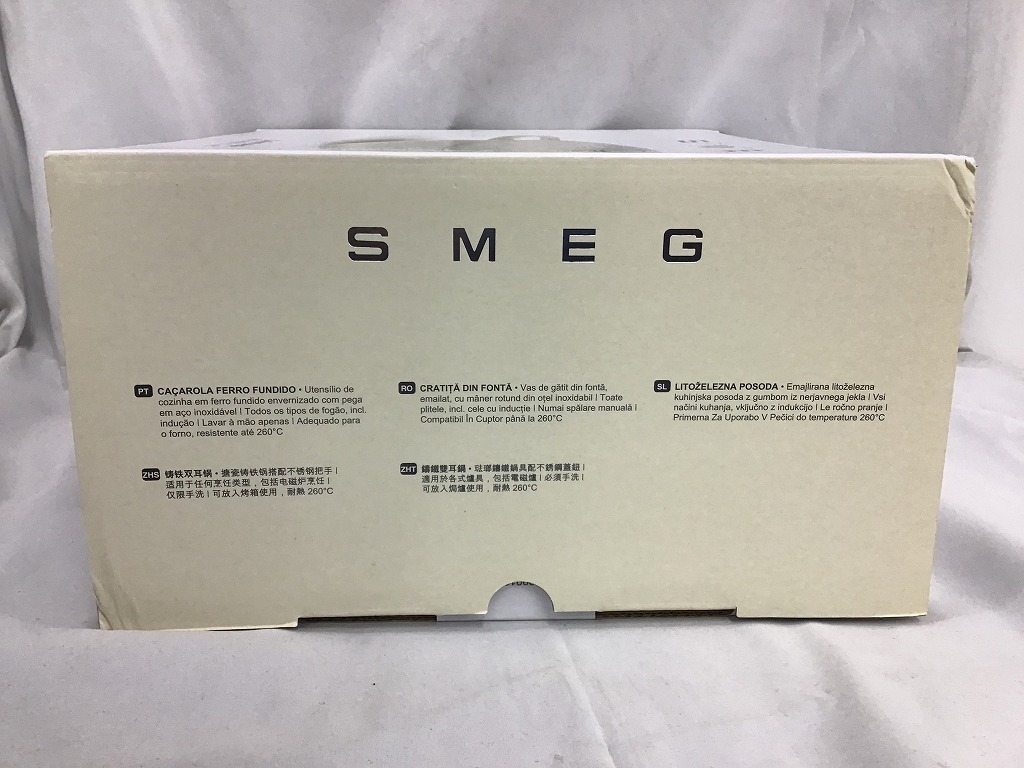 S M E G
PT CAÇAROLA FERRO FUNDIDO • Utensílio de
cozinha em ferro fundido envernizado com pega
em aço inoxidável I Todos os tipos de fogão, incl.
indução I Lavar à mão apenas I Adequado para
o forno, resistente até 260°C
RO CRATIȚĂ DIN FONTĂ • Vas de gătit din fontă,
emailat, cu mâner rotund din oțel inoxidabil I Toate
plitele, incl. cele cu inducție I Numai spălare manuală I
Compatibil În Cuptor până la 260°C
SL LITOŽELEZNA POSODA • Emajlirana litoželezna
kuhinjska posoda z gumbom iz nerjavnega jekla I Vsi
načini kuhanja, vključno z indukcijo I Le ročno pranje I
Primerna Za Uporabo V Pečici do temperature 260°C
ZHS 铸铁双耳锅・搪瓷铸铁锅搭配不锈钢把手 I
适用于任何烹饪类型，包括电磁炉烹饪 I
仅限手洗 I 可放入烤箱使用，耐熱 260°C
ZHT 鑄鐵雙耳鍋・琺瑯鑄鐵鍋具配不銹鋼蓋鈕 I
適用於各式爐具，包括電磁爐 I 必須手洗 I
可放入焗爐使用，耐熱 260°C